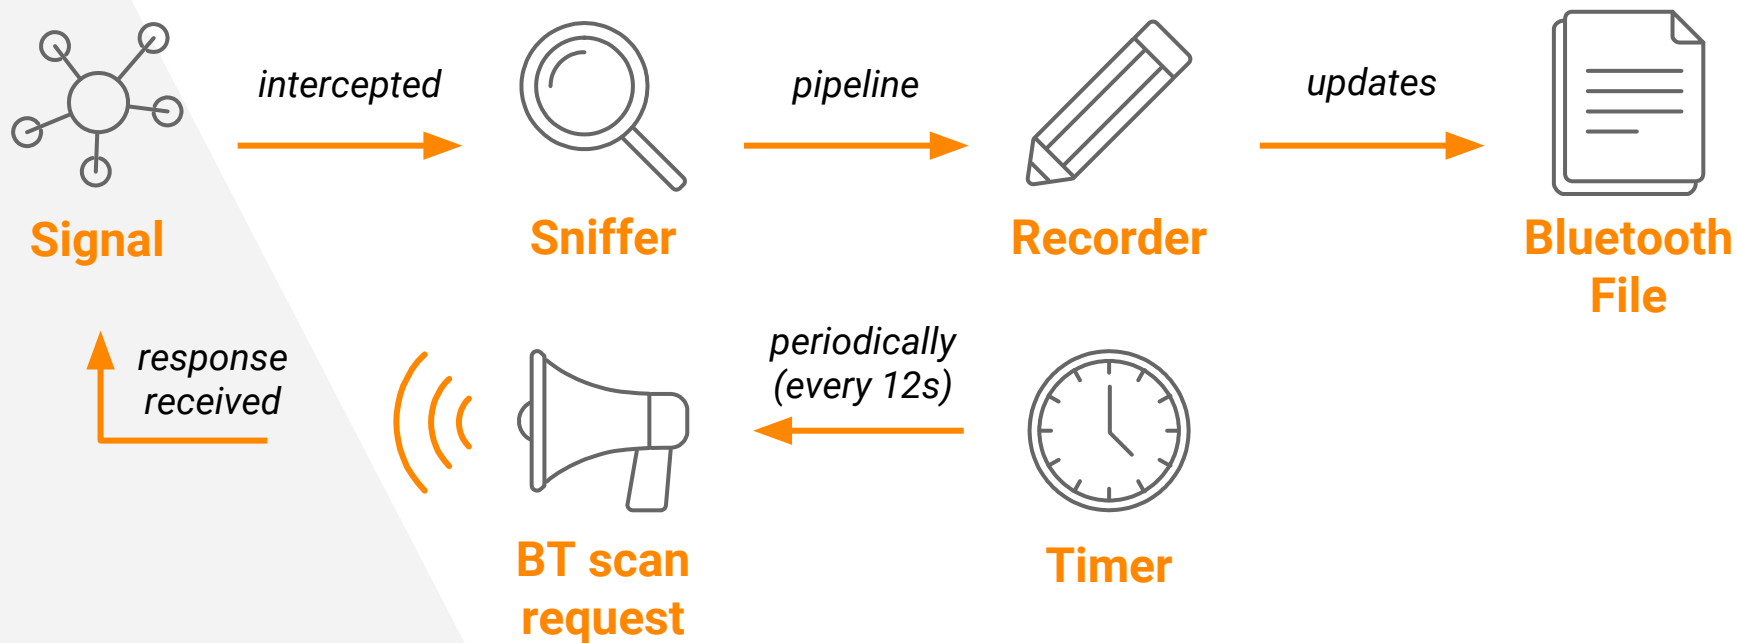 intercepted
pipeline
updates
Signal
Sniffer
Recorder
Bluetooth
File
response
received
periodically
(every 12s)
BT scan
request
Timer